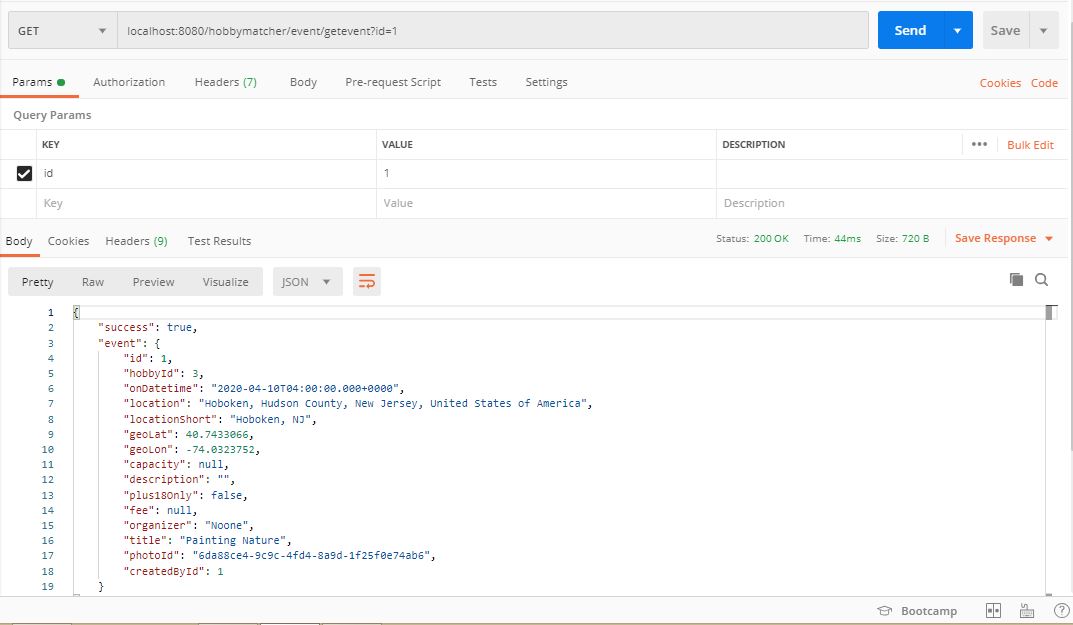 GET localhost:8080/hobbymatcher/event/getevent?id=1 Send Save
Params Authorization Headers (7) Body Pre-request Script Tests Settings Cookies Code
Query Params
KEY VALUE DESCRIPTION ••• Bulk Edit
id 1
Key Value Description
Body Cookies Headers (9) Test Results Status: 200 OK Time: 44ms Size: 720 B Save Response
Pretty Raw Preview Visualize JSON
1 {
2 "success": true,
3 "event": {
4 "id": 1,
5 "hobbyId": 3,
6 "onDatetime": "2020-04-10T04:00:00.000+0000",
7 "location": "Hoboken, Hudson County, New Jersey, United States of America",
8 "locationShort": "Hoboken, NJ",
9 "geoLat": 40.7433066,
10 "geoLon": -74.0323752,
11 "capacity": null,
12 "description": "",
13 "plus18Only": false,
14 "fee": null,
15 "organizer": "Noone",
16 "title": "Painting Nature",
17 "photoId": "6da88ce4-9c9c-4fd4-8a9d-1f25f0e74ab6",
18 "createdById": 1
19 }
Bootcamp ?